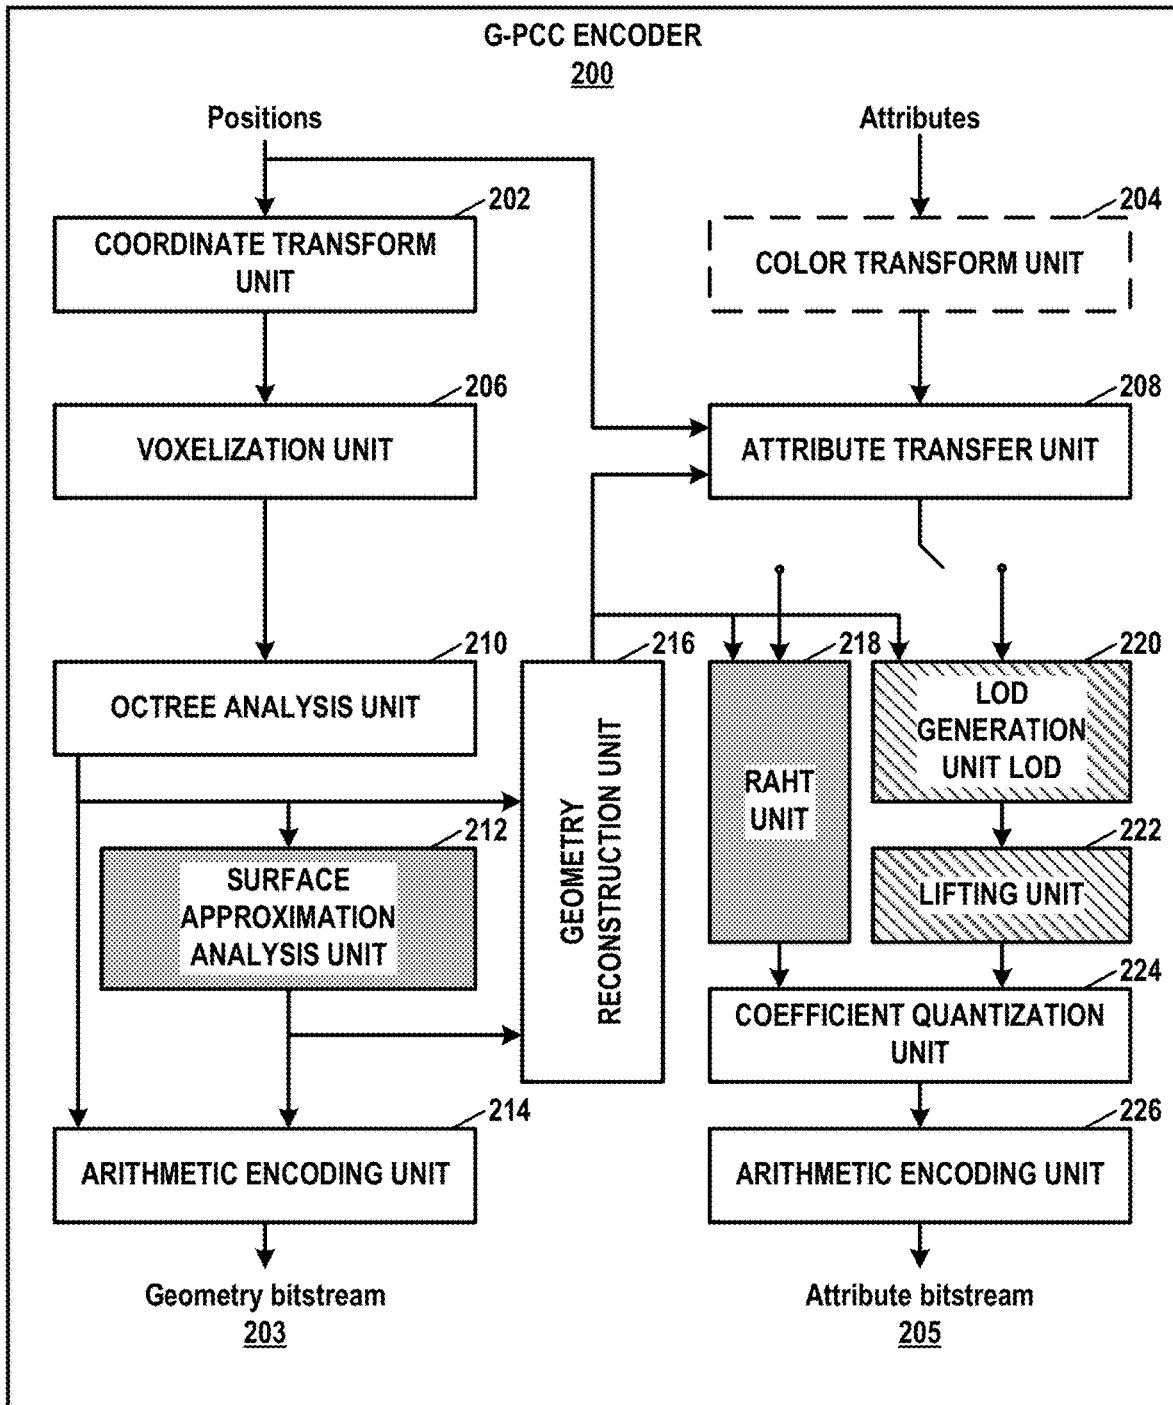 G-PCC ENCODER
200
Positions
Attributes
202
COORDINATE TRANSFORM
UNIT
204
COLOR TRANSFORM UNIT
206
VOXELIZATION UNIT
208
ATTRIBUTE TRANSFER UNIT
210
OCTREE ANALYSIS UNIT
212
SURFACE
APPROXIMATION
ANALYSIS UNIT
216
GEOMETRY
RECONSTRUCTION UNIT
218
RAHT
UNIT
220
LOD
GENERATION
UNIT LOD
222
LIFTING UNIT
224
COEFFICIENT QUANTIZATION
UNIT
214
ARITHMETIC ENCODING UNIT
226
ARITHMETIC ENCODING UNIT
Geometry bitstream
203
Attribute bitstream
205